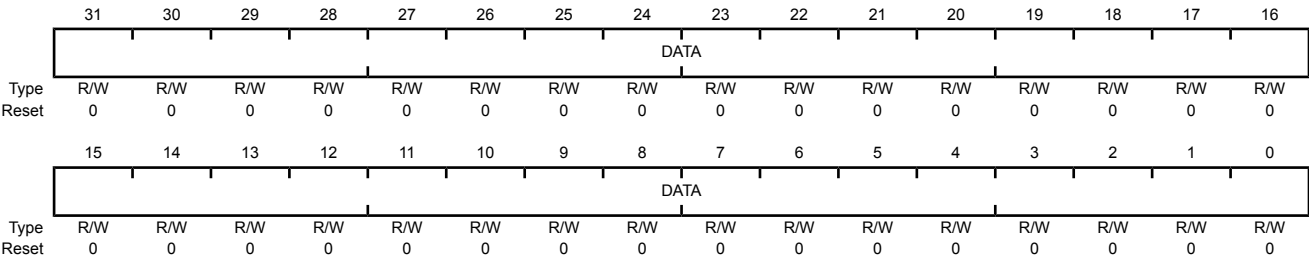 31 30 29 28 27 26 25 24 23 22 21 20 19 18 17 16
DATA
Type R/W R/W R/W R/W R/W R/W R/W R/W R/W R/W R/W R/W R/W R/W R/W R/W
Reset 0 0 0 0 0 0 0 0 0 0 0 0 0 0 0 0
15 14 13 12 11 10 9 8 7 6 5 4 3 2 1 0
DATA
Type R/W R/W R/W R/W R/W R/W R/W R/W R/W R/W R/W R/W R/W R/W R/W R/W
Reset 0 0 0 0 0 0 0 0 0 0 0 0 0 0 0 0